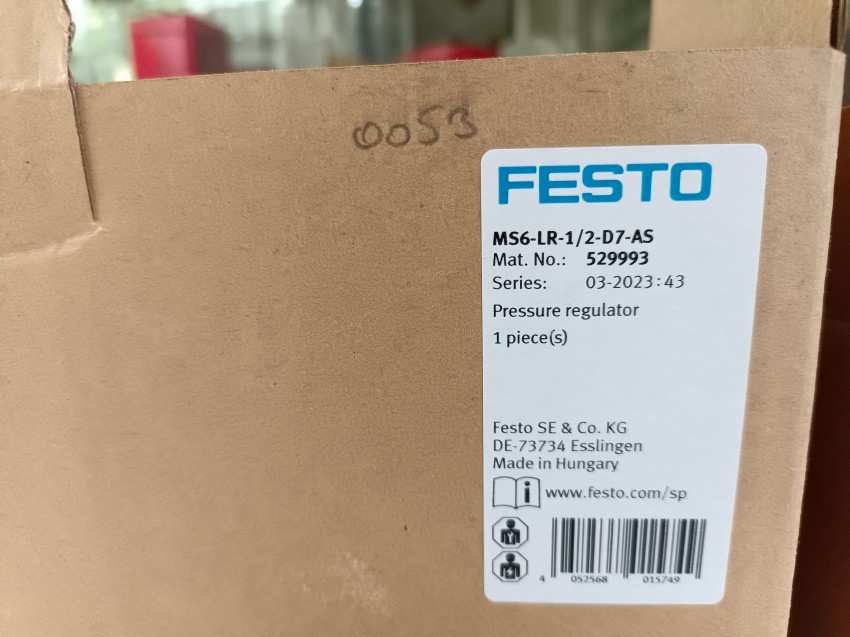 0053
FESTO
MS6-LR-1/2-D7-AS
Mat. No.: 529993
Series: 03-2023:43
Pressure regulator
1 piece(s)
Festo SE & Co. KG
DE-73734 Esslingen
Made in Hungary
www.festo.com/sp
4 052568 015749